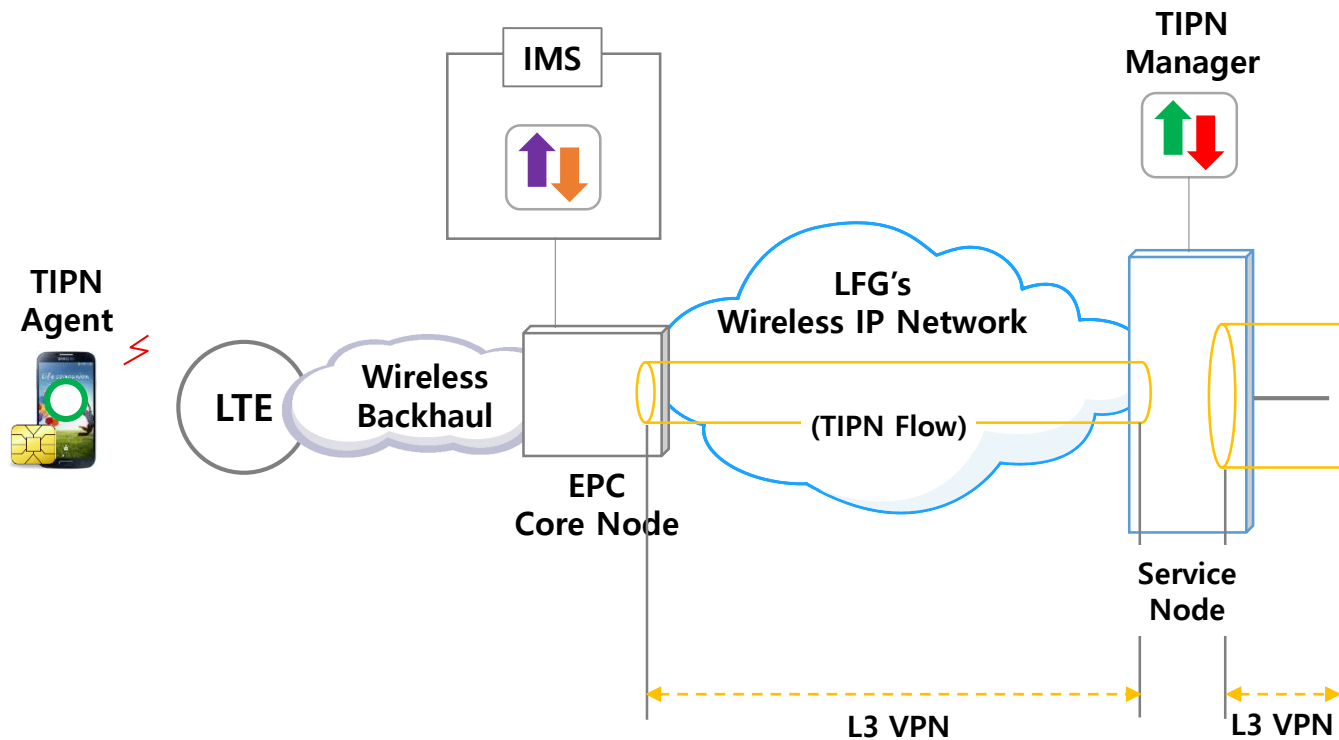 IMS
TIPN
Manager
TIPN
Agent
LFG's
Wireless IP Network
LTE
Wireless
Backhaul
(TIPN Flow)
EPC
Core Node
Service
Node
L3 VPN
L3 VPN